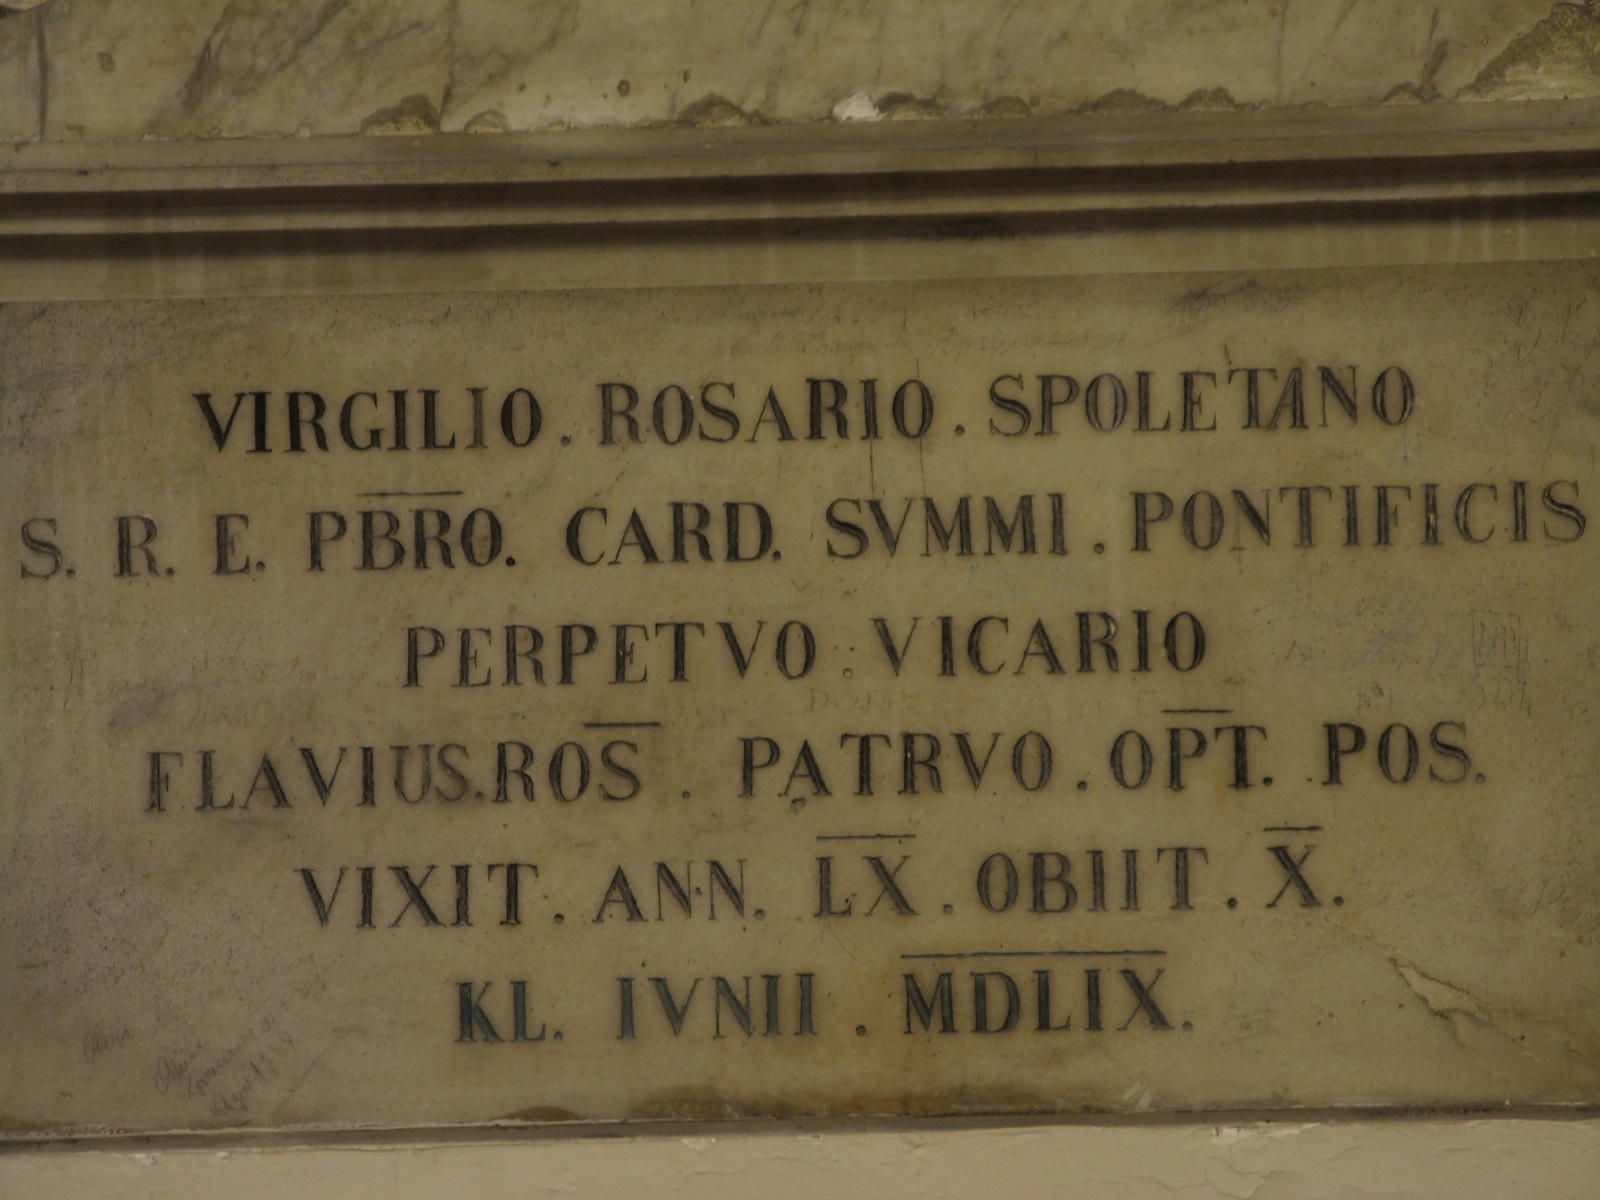 VIRGILIO . ROSARIO . SPOLETANO
S. R. E. PBRO. CARD. SVMMI . PONTIFICIS
PERPETVO . VICARIO
FLAVIUS.ROS . PATRVO . OPT. POS.
VIXIT . ANN. LX . OBIIT . X.
KL. IVNII . MDLIX.